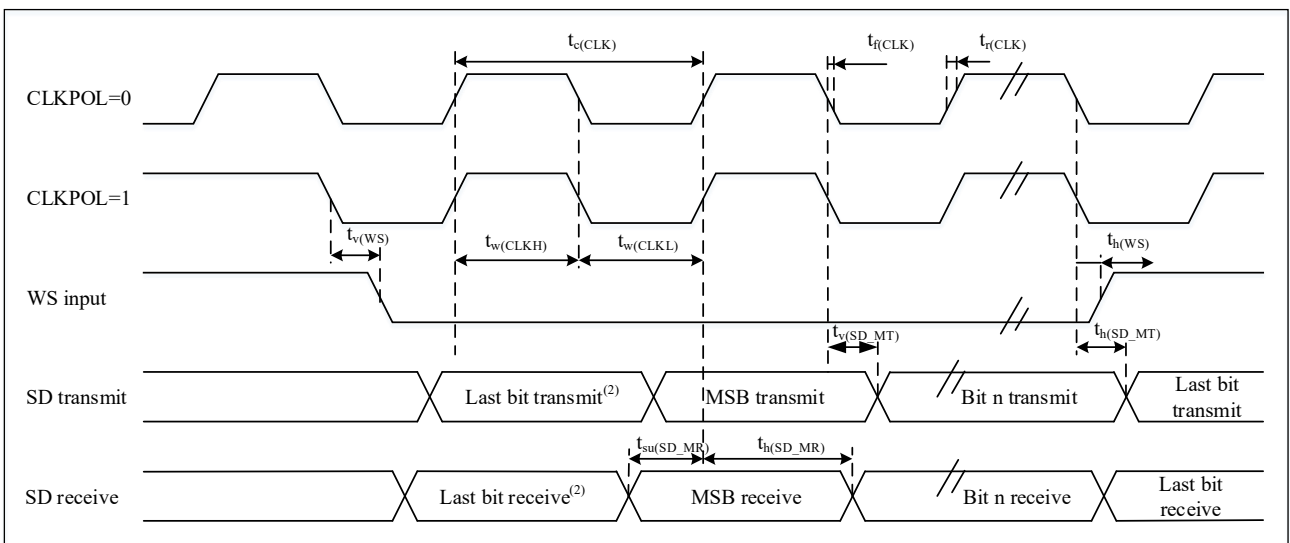 tc(CLK)
tf(CLK)
tr(CLK)
CLKPOL=0
CLKPOL=1
tv(WS)
tw(CLKH)
tw(CLKL)
th(WS)
WS input
tv(SD_MT)
th(SD_MT)
SD transmit
Last bit transmit(2)
MSB transmit
Bit n transmit
Last bit
transmit
tsu(SD_MR)
th(SD_MR)
SD receive
Last bit receive(2)
MSB receive
Bit n receive
Last bit
receive